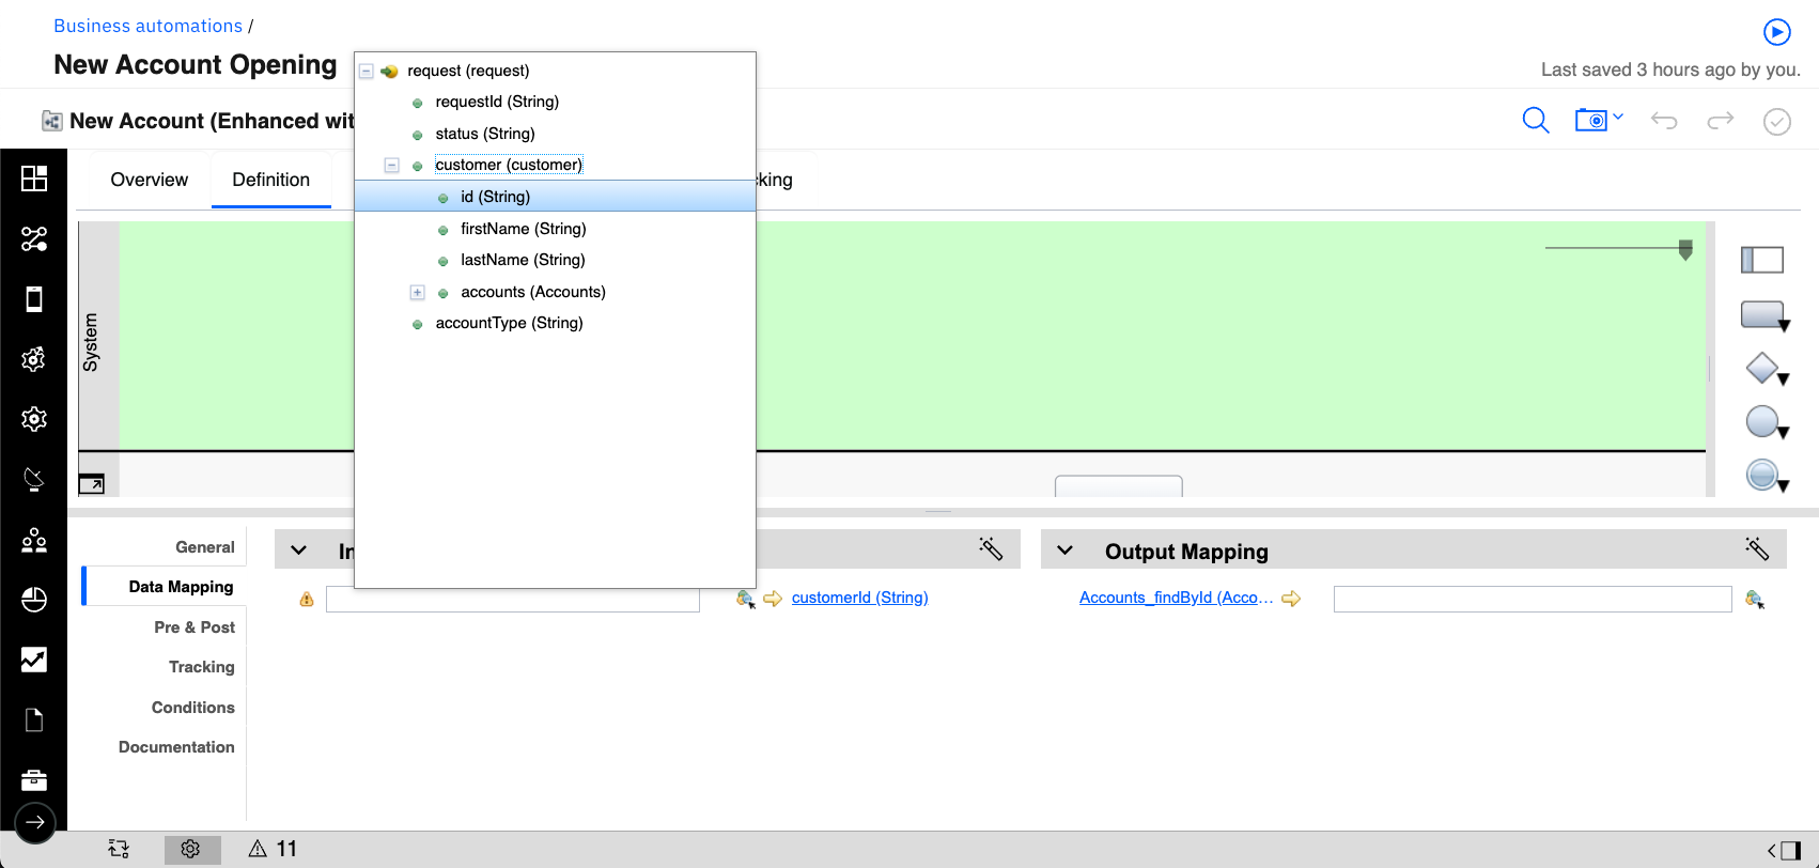 Business automations /
New Account Opening
Last saved 3 hours ago by you.
New Account (Enhanced wit
request (request)
requestId (String)
status (String)
customer (customer)
id (String)
firstName (String)
lastName (String)
accounts (Accounts)
accountType (String)
Overview
Definition
king
System
General
Data Mapping
Pre & Post
Tracking
Conditions
Documentation
In
customerId (String)
Output Mapping
Accounts_findById (Acco...
11